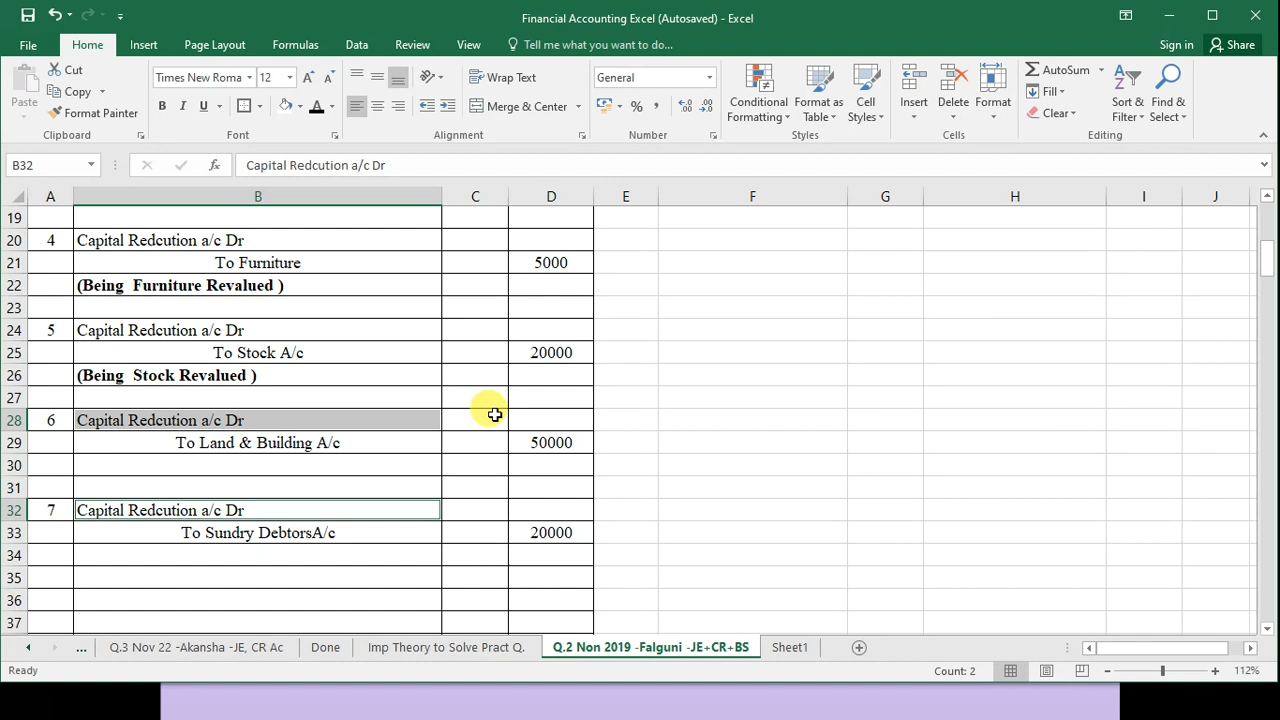 Financial Accounting Excel (Autosaved) - Excel
File Home Insert Page Layout Formulas Data Review View Tell me what you want to do... Sign in Share
Paste Cut Copy Format Painter Clipboard
Times New Roma 12 B I U A Font
Wrap Text Merge & Center Alignment
General % , Number
Conditional Formatting Format as Table Cell Styles Styles
Insert Delete Format Cells
AutoSum Fill Clear Sort & Filter Find & Select Editing
B32 fx Capital Redcution a/c Dr
A B C D E F G H I J
19
20 4 Capital Redcution a/c Dr
21 To Furniture 5000
22 (Being Furniture Revalued )
23
24 5 Capital Redcution a/c Dr
25 To Stock A/c 20000
26 (Being Stock Revalued )
27
28 6 Capital Redcution a/c Dr
29 To Land & Building A/c 50000
30
31
32 7 Capital Redcution a/c Dr
33 To Sundry DebtorsA/c 20000
34
35
36
37
... Q.3 Nov 22 -Akansha -JE, CR Ac Done Imp Theory to Solve Pract Q. Q.2 Non 2019 -Falguni -JE+CR+BS Sheet1
Ready Count: 2 112%